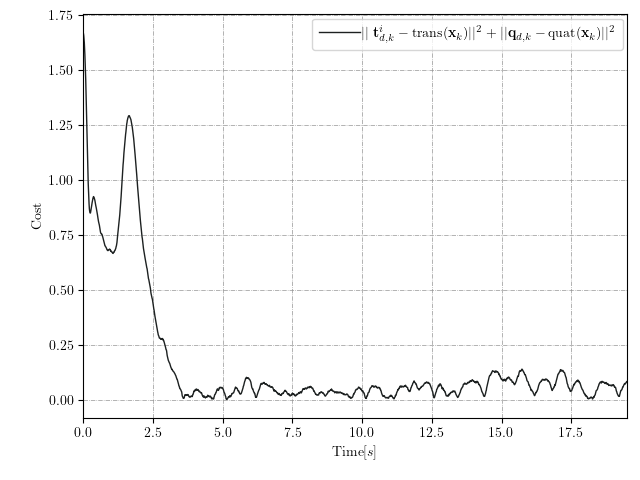 || t^i_{d,k} − trans(x_k)||^2 + ||q_{d,k} − quat(x_k)||^2
1.75
1.50
1.25
1.00
0.75
0.50
0.25
0.00
Cost
0.0 2.5 5.0 7.5 10.0 12.5 15.0 17.5
Time[s]